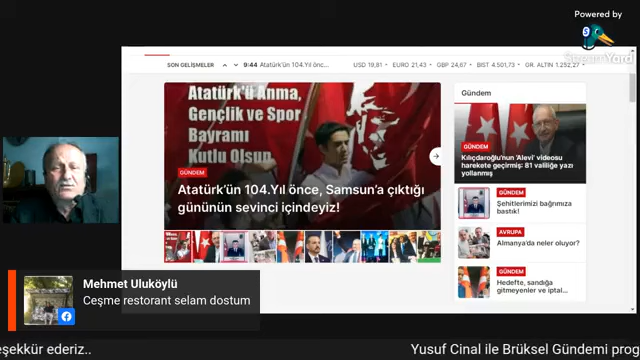 Powered by
StreamYard
SON GELİŞMELER
9:44 Atatürk'ün 104.Yıl önc...
USD 19,81 EURO 21,43 GBP 24,67 BIST 4.501,73 GR. ALTIN 1.252,27
Atatürk'ü Anma,
Gençlik ve Spor
Bayramı
Kutlu Olsun
GÜNDEM
Atatürk'ün 104.Yıl önce, Samsun'a çıktığı
gününün sevinci içindeyiz!
Gündem
GÜNDEM
Kılıçdaroğlu'nun 'Alevi' videosu
harekete geçirmiş: 81 valiliğe yazı
yollanmış
GÜNDEM
Şehitlerimizi bağrımıza
bastık!
AVRUPA
Almanya'da neler oluyor?
GÜNDEM
Hedefte, sandığa
gitmeyenler ve iptal...
Mehmet Uluköylü
Ceşme restorant selam dostum
eşekkür ederiz..
Yusuf Cinal ile Brüksel Gündemi prog